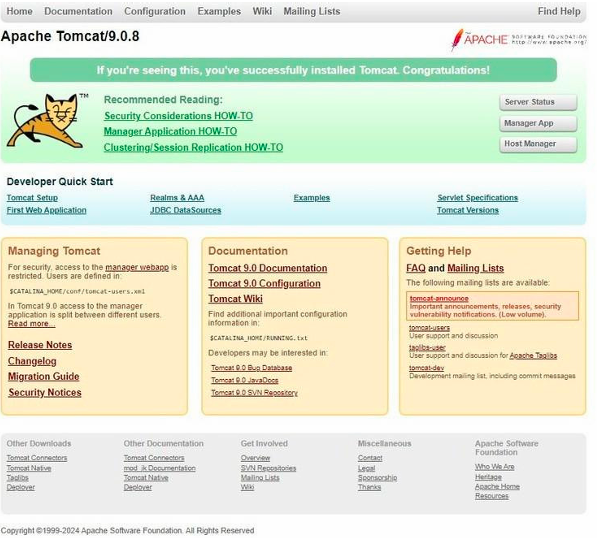 Home Documentation Configuration Examples Wiki Mailing Lists Find Help
Apache Tomcat/9.0.8
APACHE SOFTWARE FOUNDATION
http://www.apache.org/
If you're seeing this, you've successfully installed Tomcat. Congratulations!
TM
Recommended Reading:
Security Considerations HOW-TO
Manager Application HOW-TO
Clustering/Session Replication HOW-TO
Server Status
Manager App
Host Manager
Developer Quick Start
Tomcat Setup
First Web Application
Realms & AAA
JDBC DataSources
Examples
Servlet Specifications
Tomcat Versions
Managing Tomcat
For security, access to the manager webapp is
restricted. Users are defined in:
$CATALINA_HOME/conf/tomcat-users.xml
In Tomcat 9.0 access to the manager
application is split between different users.
Read more...
Release Notes
Changelog
Migration Guide
Security Notices
Documentation
Tomcat 9.0 Documentation
Tomcat 9.0 Configuration
Tomcat Wiki
Find additional important configuration
information in:
$CATALINA_HOME/RUNNING.txt
Developers may be interested in:
Tomcat 9.0 Bug Database
Tomcat 9.0 JavaDocs
Tomcat 9.0 SVN Repository
Getting Help
FAQ and Mailing Lists
The following mailing lists are available:
tomcat-announce
Important announcements, releases, security
vulnerability notifications. (Low volume).
tomcat-users
User support and discussion
taglibs-user
User support and discussion for Apache Taglibs
tomcat-dev
Development mailing list, including commit messages
Other Downloads
Tomcat Connectors
Tomcat Native
Taglibs
Deployer
Other Documentation
Tomcat Connectors
mod_jk Documentation
Tomcat Native
Deployer
Get Involved
Overview
SVN Repositories
Mailing Lists
Wiki
Miscellaneous
Contact
Legal
Sponsorship
Thanks
Apache Software
Foundation
Who We Are
Heritage
Apache Home
Resources
Copyright ©1999-2024 Apache Software Foundation. All Rights Reserved